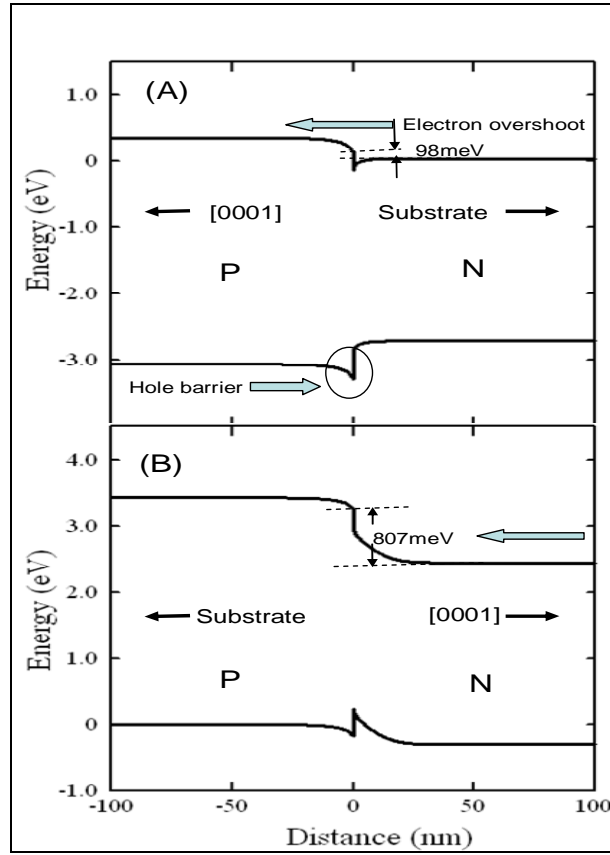 (A)
1.0
Electron overshoot
0
98meV
Energy (eV)
-1.0
[0001]
Substrate
P
N
-2.0
-3.0
Hole barrier
(B)
4.0
3.0
807meV
Energy (eV)
2.0
Substrate
[0001]
1.0
P
N
0
-1.0
-100
-50
0
50
100
Distance (nm)